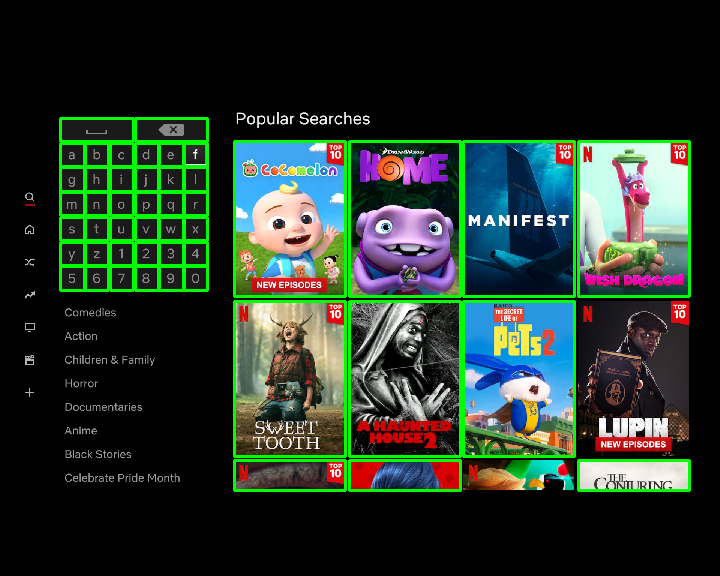 Popular Searches
a b c d e f
g h i j k l
m n o p q r
s t u v w x
y z 1 2 3 4
5 6 7 8 9 0
Comedies
Action
Children & Family
Horror
Documentaries
Anime
Black Stories
Celebrate Pride Month
TOP 10
COCOMELON
NEW EPISODES
DREAMWORKS
HOME
TOP 10
MANIFEST
N
TOP 10
WISH DRAGON
N
TOP 10
SWEET TOOTH
A HAUNTED HOUSE 2
THE SECRET LIFE OF
PETS 2
N
TOP 10
LUPIN
NEW EPISODES
N
TOP 10
N
THE
CONJURING